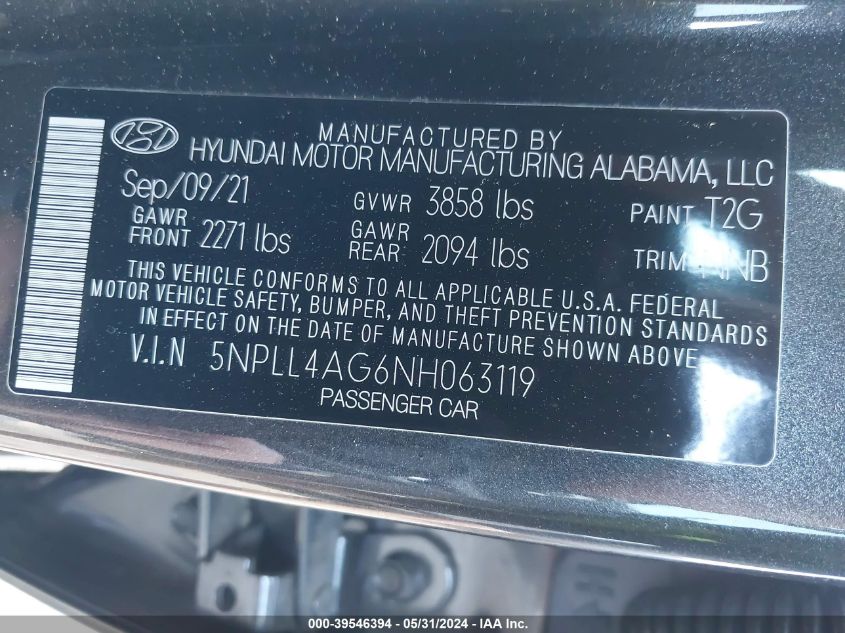 MANUFACTURED BY
HYUNDAI MOTOR MANUFACTURING ALABAMA, LLC
Sep/09/21 GVWR 3858 lbs PAINT T2G
GAWR FRONT 2271 lbs GAWR REAR 2094 lbs TRIM NNB
THIS VEHICLE CONFORMS TO ALL APPLICABLE U.S.A. FEDERAL
MOTOR VEHICLE SAFETY, BUMPER, AND THEFT PREVENTION STANDARDS
IN EFFECT ON THE DATE OF MANUFACTURE SHOWN ABOVE
V.I.N 5NPLL4AG6NH063119
PASSENGER CAR
000-39546394 - 05/31/2024 - IAA Inc.